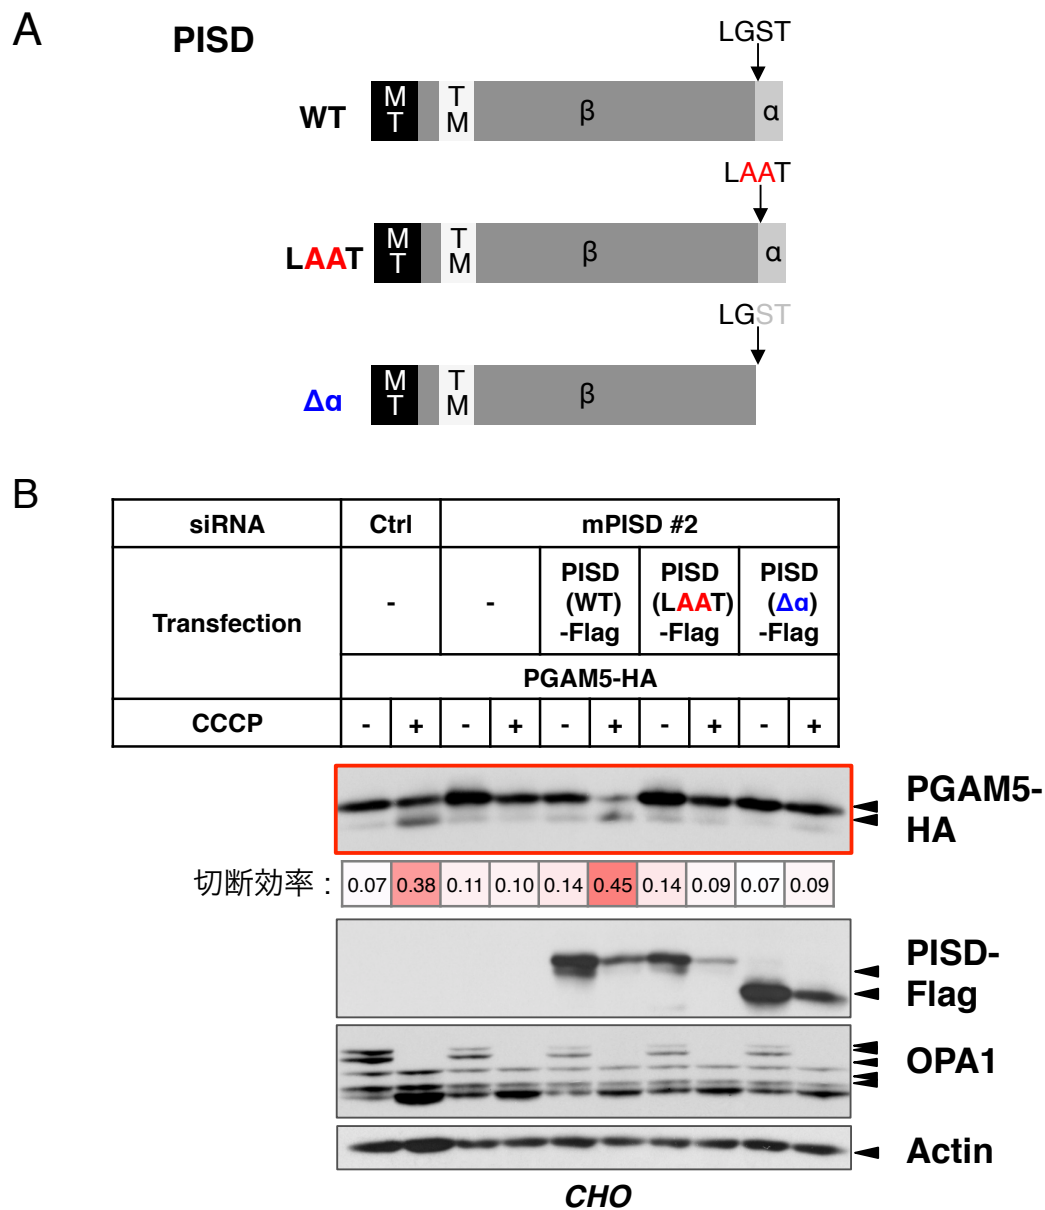 A
PISD
LGST
WT
M
T
T
M
β
α
LAAT
LAAT
M
T
T
M
β
α
LGST
Δα
M
T
T
M
β
B
siRNA
Ctrl
mPISD #2
Transfection
-
-
PISD
(WT)
-Flag
PISD
(LAAT)
-Flag
PISD
(Δα)
-Flag
PGAM5-HA
CCCP
- + - + - + - + - +
PGAM5-
HA
切断効率 : 0.07 0.38 0.11 0.10 0.14 0.45 0.14 0.09 0.07 0.09
PISD-
Flag
OPA1
Actin
CHO